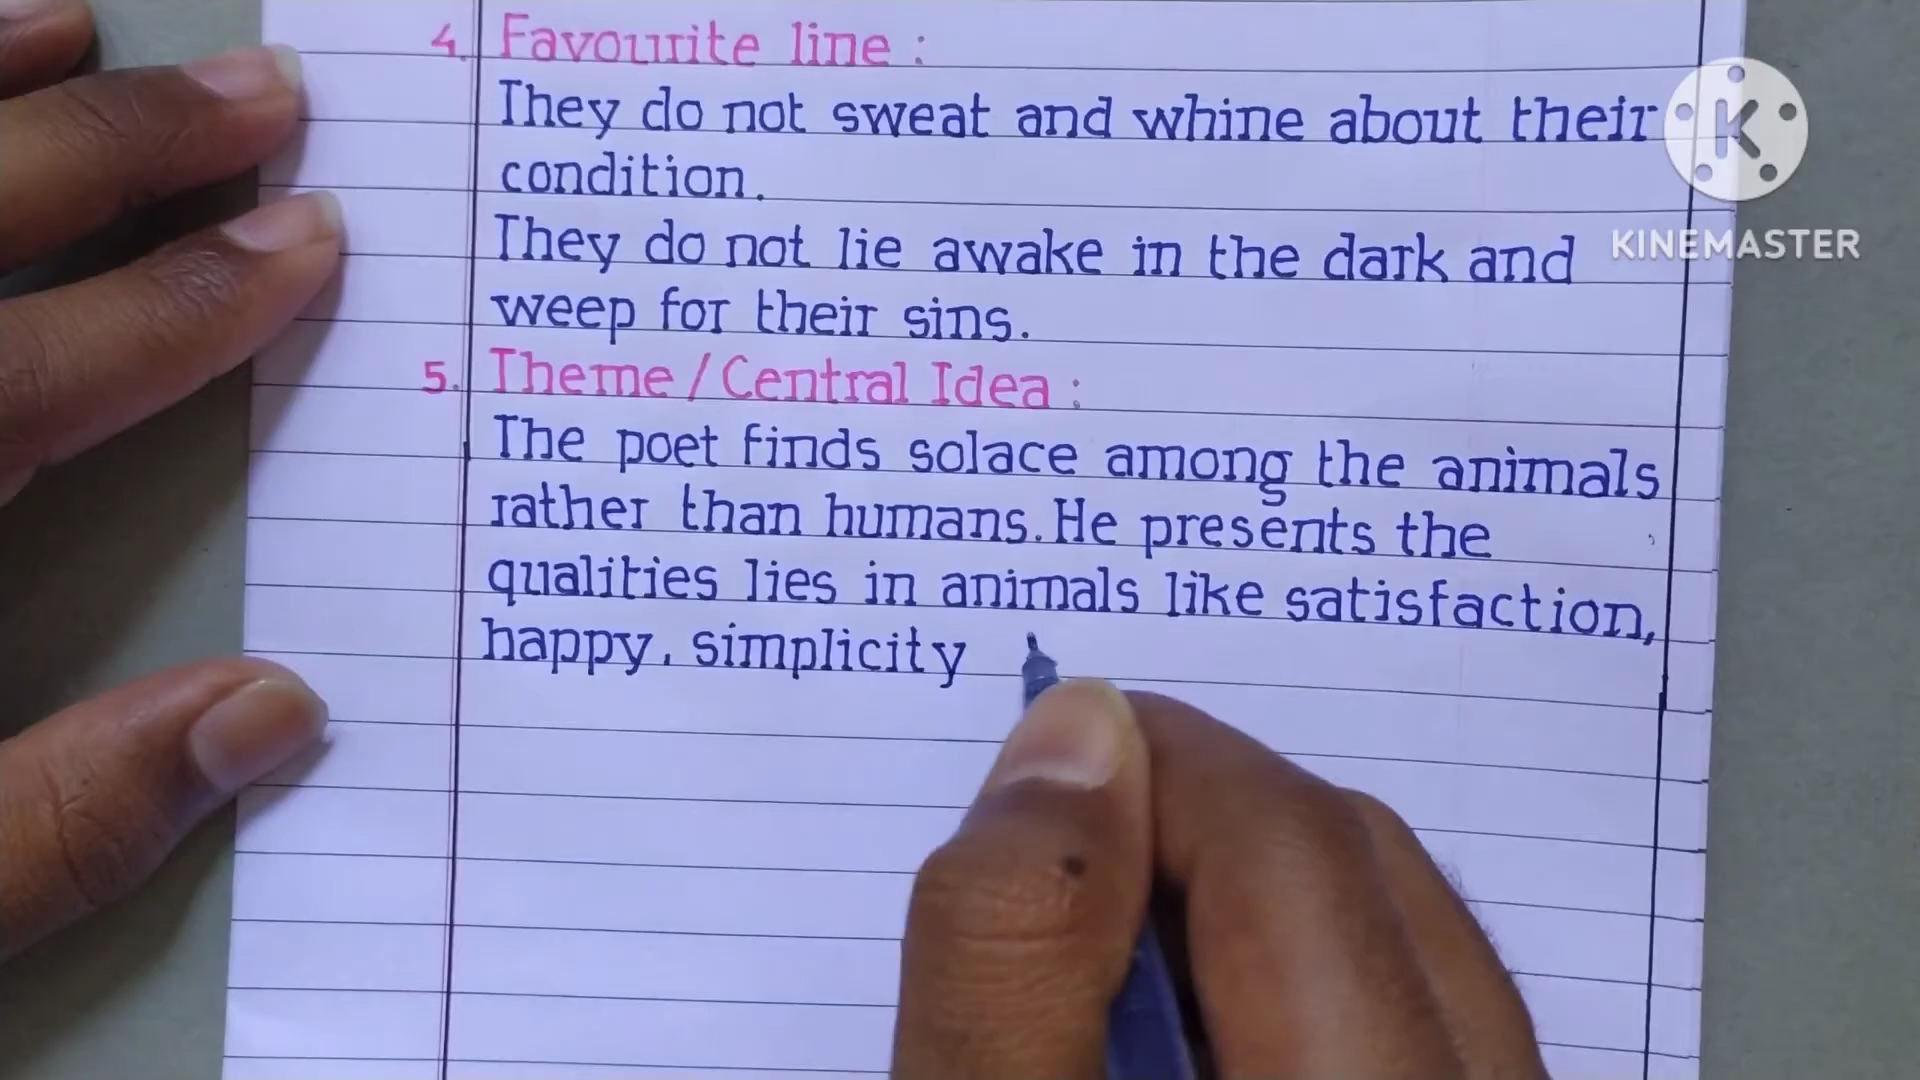 4. Favourite line :
They do not sweat and whine about their
condition.
They do not lie awake in the dark and
weep for their sins.
5. Theme / Central Idea :
The poet finds solace among the animals
rather than humans. He presents the
qualities lies in animals like satisfaction,
happy, simplicity
K
KINEMASTER